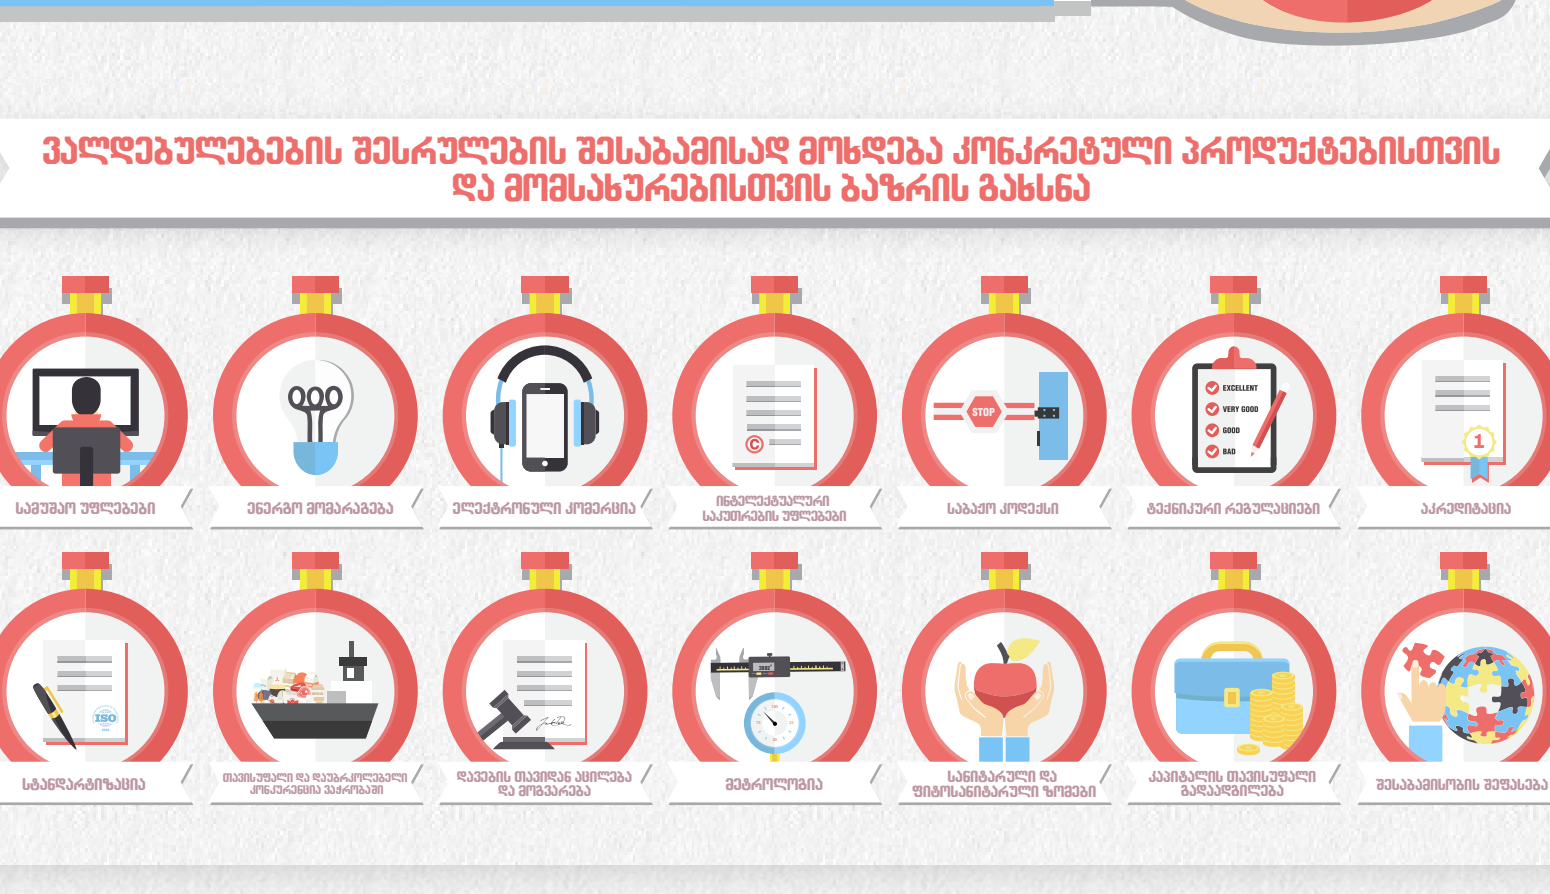 ვალდებულებების შესრულების შესაბამისად მოხდება კონკრეტული პროდუქტებისთვის
და მომსახურებისთვის ბაზრის გახსნა
STOP
EXCELLENT
VERY GOOD
GOOD
BAD
1
©
სამუშაო უფლებები
ენერგო მომარაგება
ელექტრონული კომერცია
ინტელექტუალური
საკუთრების უფლებები
საბაჟო კოდექსი
ტექნიკური რეგულაციები
აკრედიტაცია
ISO
სტანდარტიზაცია
თავისუფალი და დაუბრკოლებელი
კონკურენცია ვაჭრობაში
დავების თავიდან აცილება
და მოგვარება
მეტროლოგია
სანიტარული და
ფიტოსანიტარული ზომები
კაპიტალის თავისუფალი
გადაადგილება
შესაბამისობის შეფასება